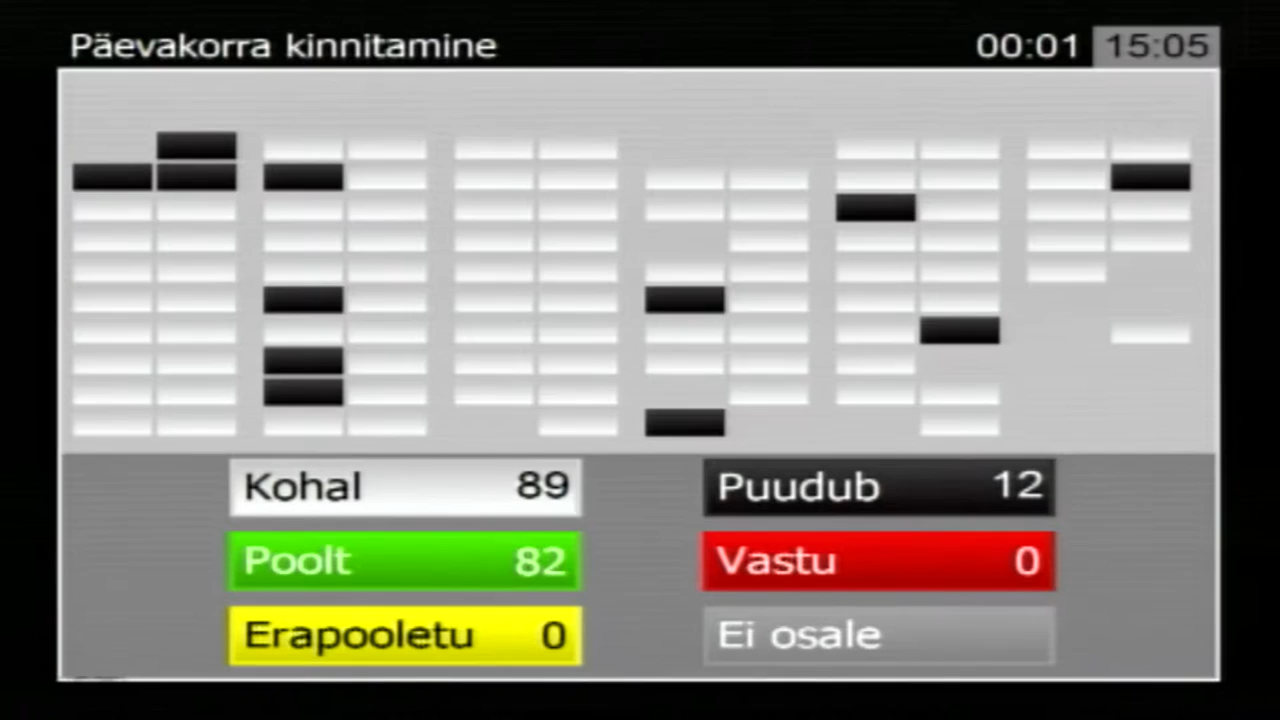 Päevakorra kinnitamine 00:01 15:05
Kohal 89 Puudub 12
Poolt 82 Vastu 0
Erapooletu 0 Ei osale